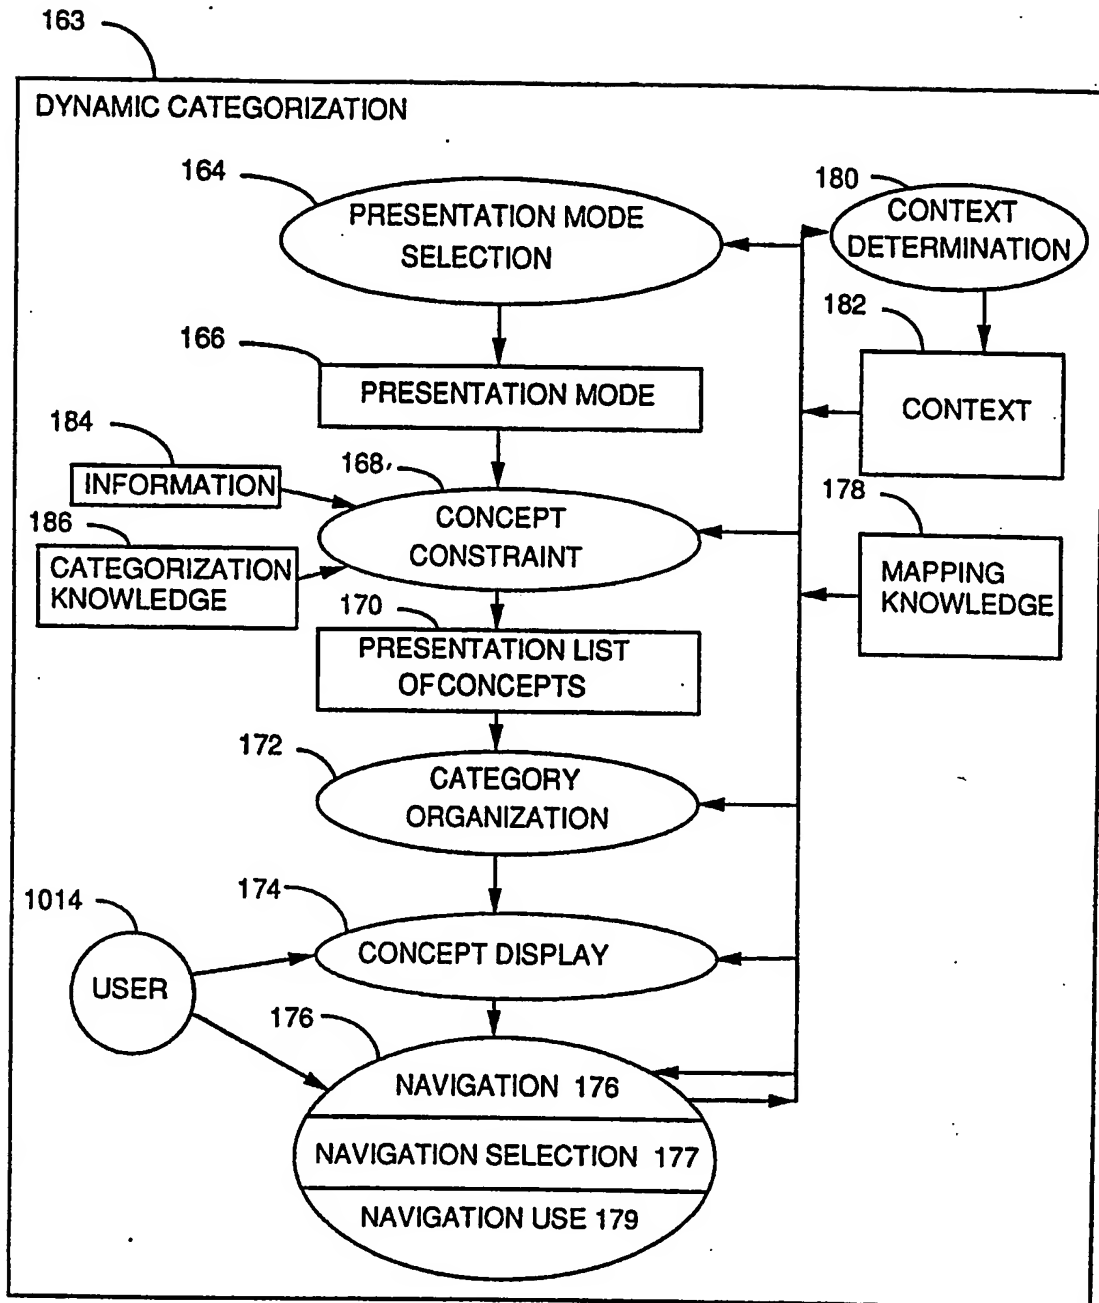 163
DYNAMIC CATEGORIZATION
164
PRESENTATION MODE
SELECTION
180
CONTEXT
DETERMINATION
166
PRESENTATION MODE
182
CONTEXT
184
INFORMATION
168
CONCEPT
CONSTRAINT
178
MAPPING
KNOWLEDGE
186
CATEGORIZATION
KNOWLEDGE
170
PRESENTATION LIST
OF CONCEPTS
172
CATEGORY
ORGANIZATION
174
CONCEPT DISPLAY
1014
USER
176
NAVIGATION 176
NAVIGATION SELECTION 177
NAVIGATION USE 179